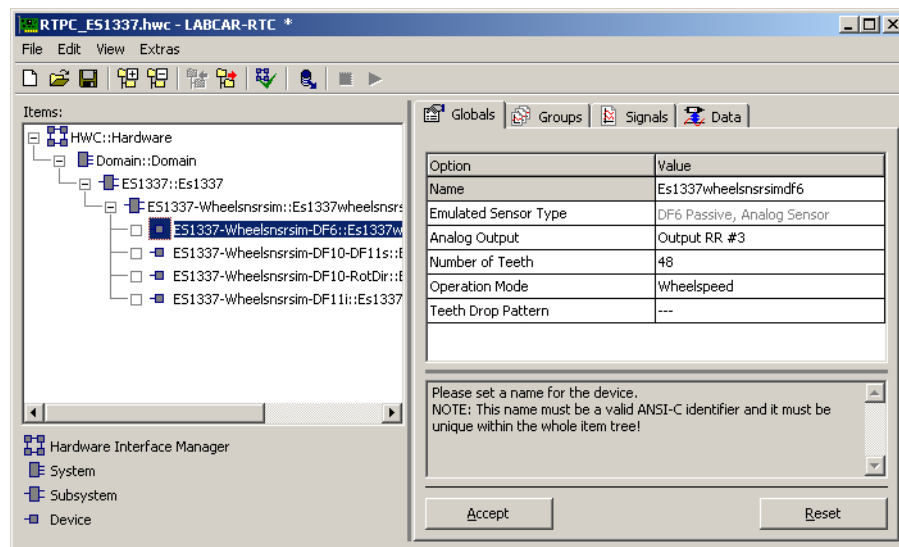 RTPC_ES1337.hwc - LABCAR-RTC *
File Edit View Extras
Items:
HWC::Hardware
Domain::Domain
ES1337::Es1337
ES1337-Wheelsnsrsim::Es1337wheelsnsrs
ES1337-Wheelsnsrsim-DF6::Es1337w
ES1337-Wheelsnsrsim-DF10-DF11s::E
ES1337-Wheelsnsrsim-DF10-RotDir::E
ES1337-Wheelsnsrsim-DF11i::Es1337
Hardware Interface Manager
System
Subsystem
Device
Globals Groups Signals Data
Option Value
Name Es1337wheelsnsrsimdf6
Emulated Sensor Type DF6 Passive, Analog Sensor
Analog Output Output RR #3
Number of Teeth 48
Operation Mode Wheelspeed
Teeth Drop Pattern ---
Please set a name for the device.
NOTE: This name must be a valid ANSI-C identifier and it must be
unique within the whole item tree!
Accept Reset